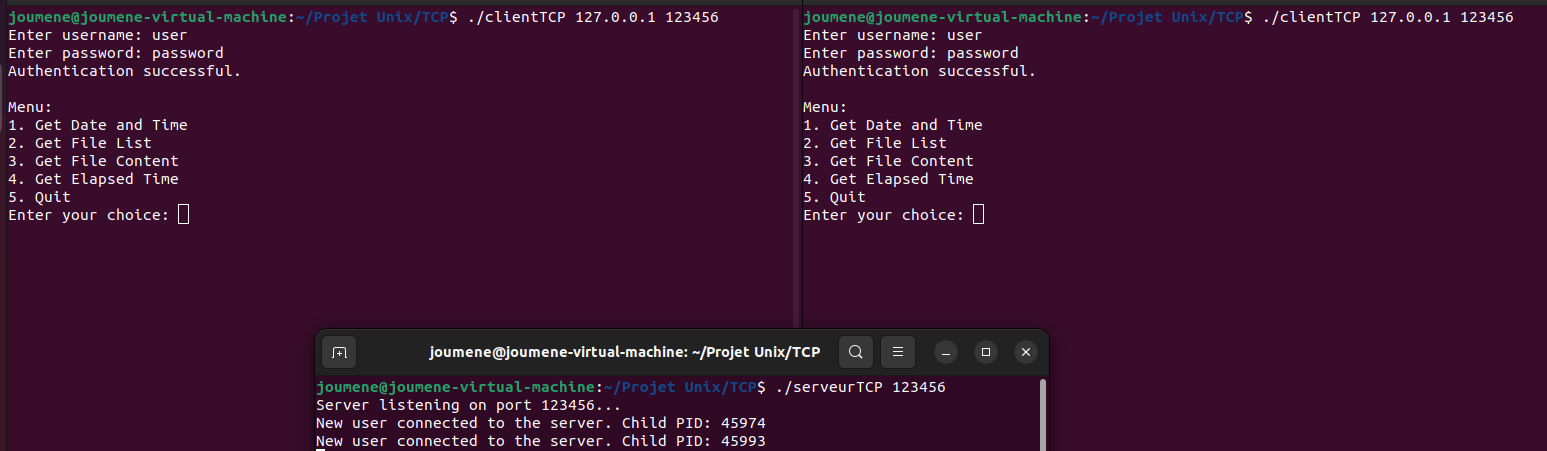 joumene@joumene-virtual-machine:~/Projet Unix/TCP$ ./clientTCP 127.0.0.1 123456
Enter username: user
Enter password: password
Authentication successful.
Menu:
1. Get Date and Time
2. Get File List
3. Get File Content
4. Get Elapsed Time
5. Quit
Enter your choice:
joumene@joumene-virtual-machine:~/Projet Unix/TCP$ ./clientTCP 127.0.0.1 123456
Enter username: user
Enter password: password
Authentication successful.
Menu:
1. Get Date and Time
2. Get File List
3. Get File Content
4. Get Elapsed Time
5. Quit
Enter your choice:
joumene@joumene-virtual-machine: ~/Projet Unix/TCP
joumene@joumene-virtual-machine:~/Projet Unix/TCP$ ./serveurTCP 123456
Server listening on port 123456...
New user connected to the server. Child PID: 45974
New user connected to the server. Child PID: 45993